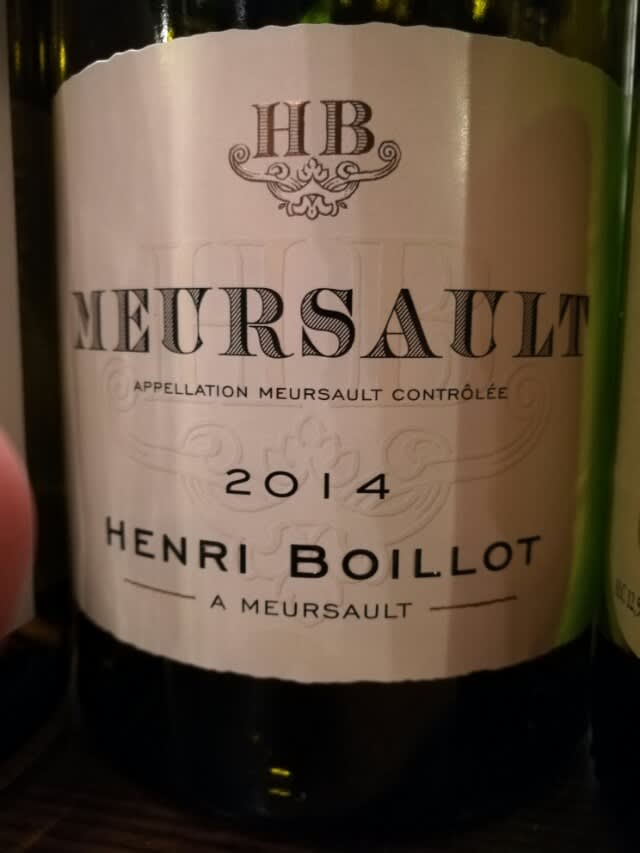 HB
MEURSAULT
APPELLATION MEURSAULT CONTRÔLÉE
2014
HENRI BOILLOT
A MEURSAULT